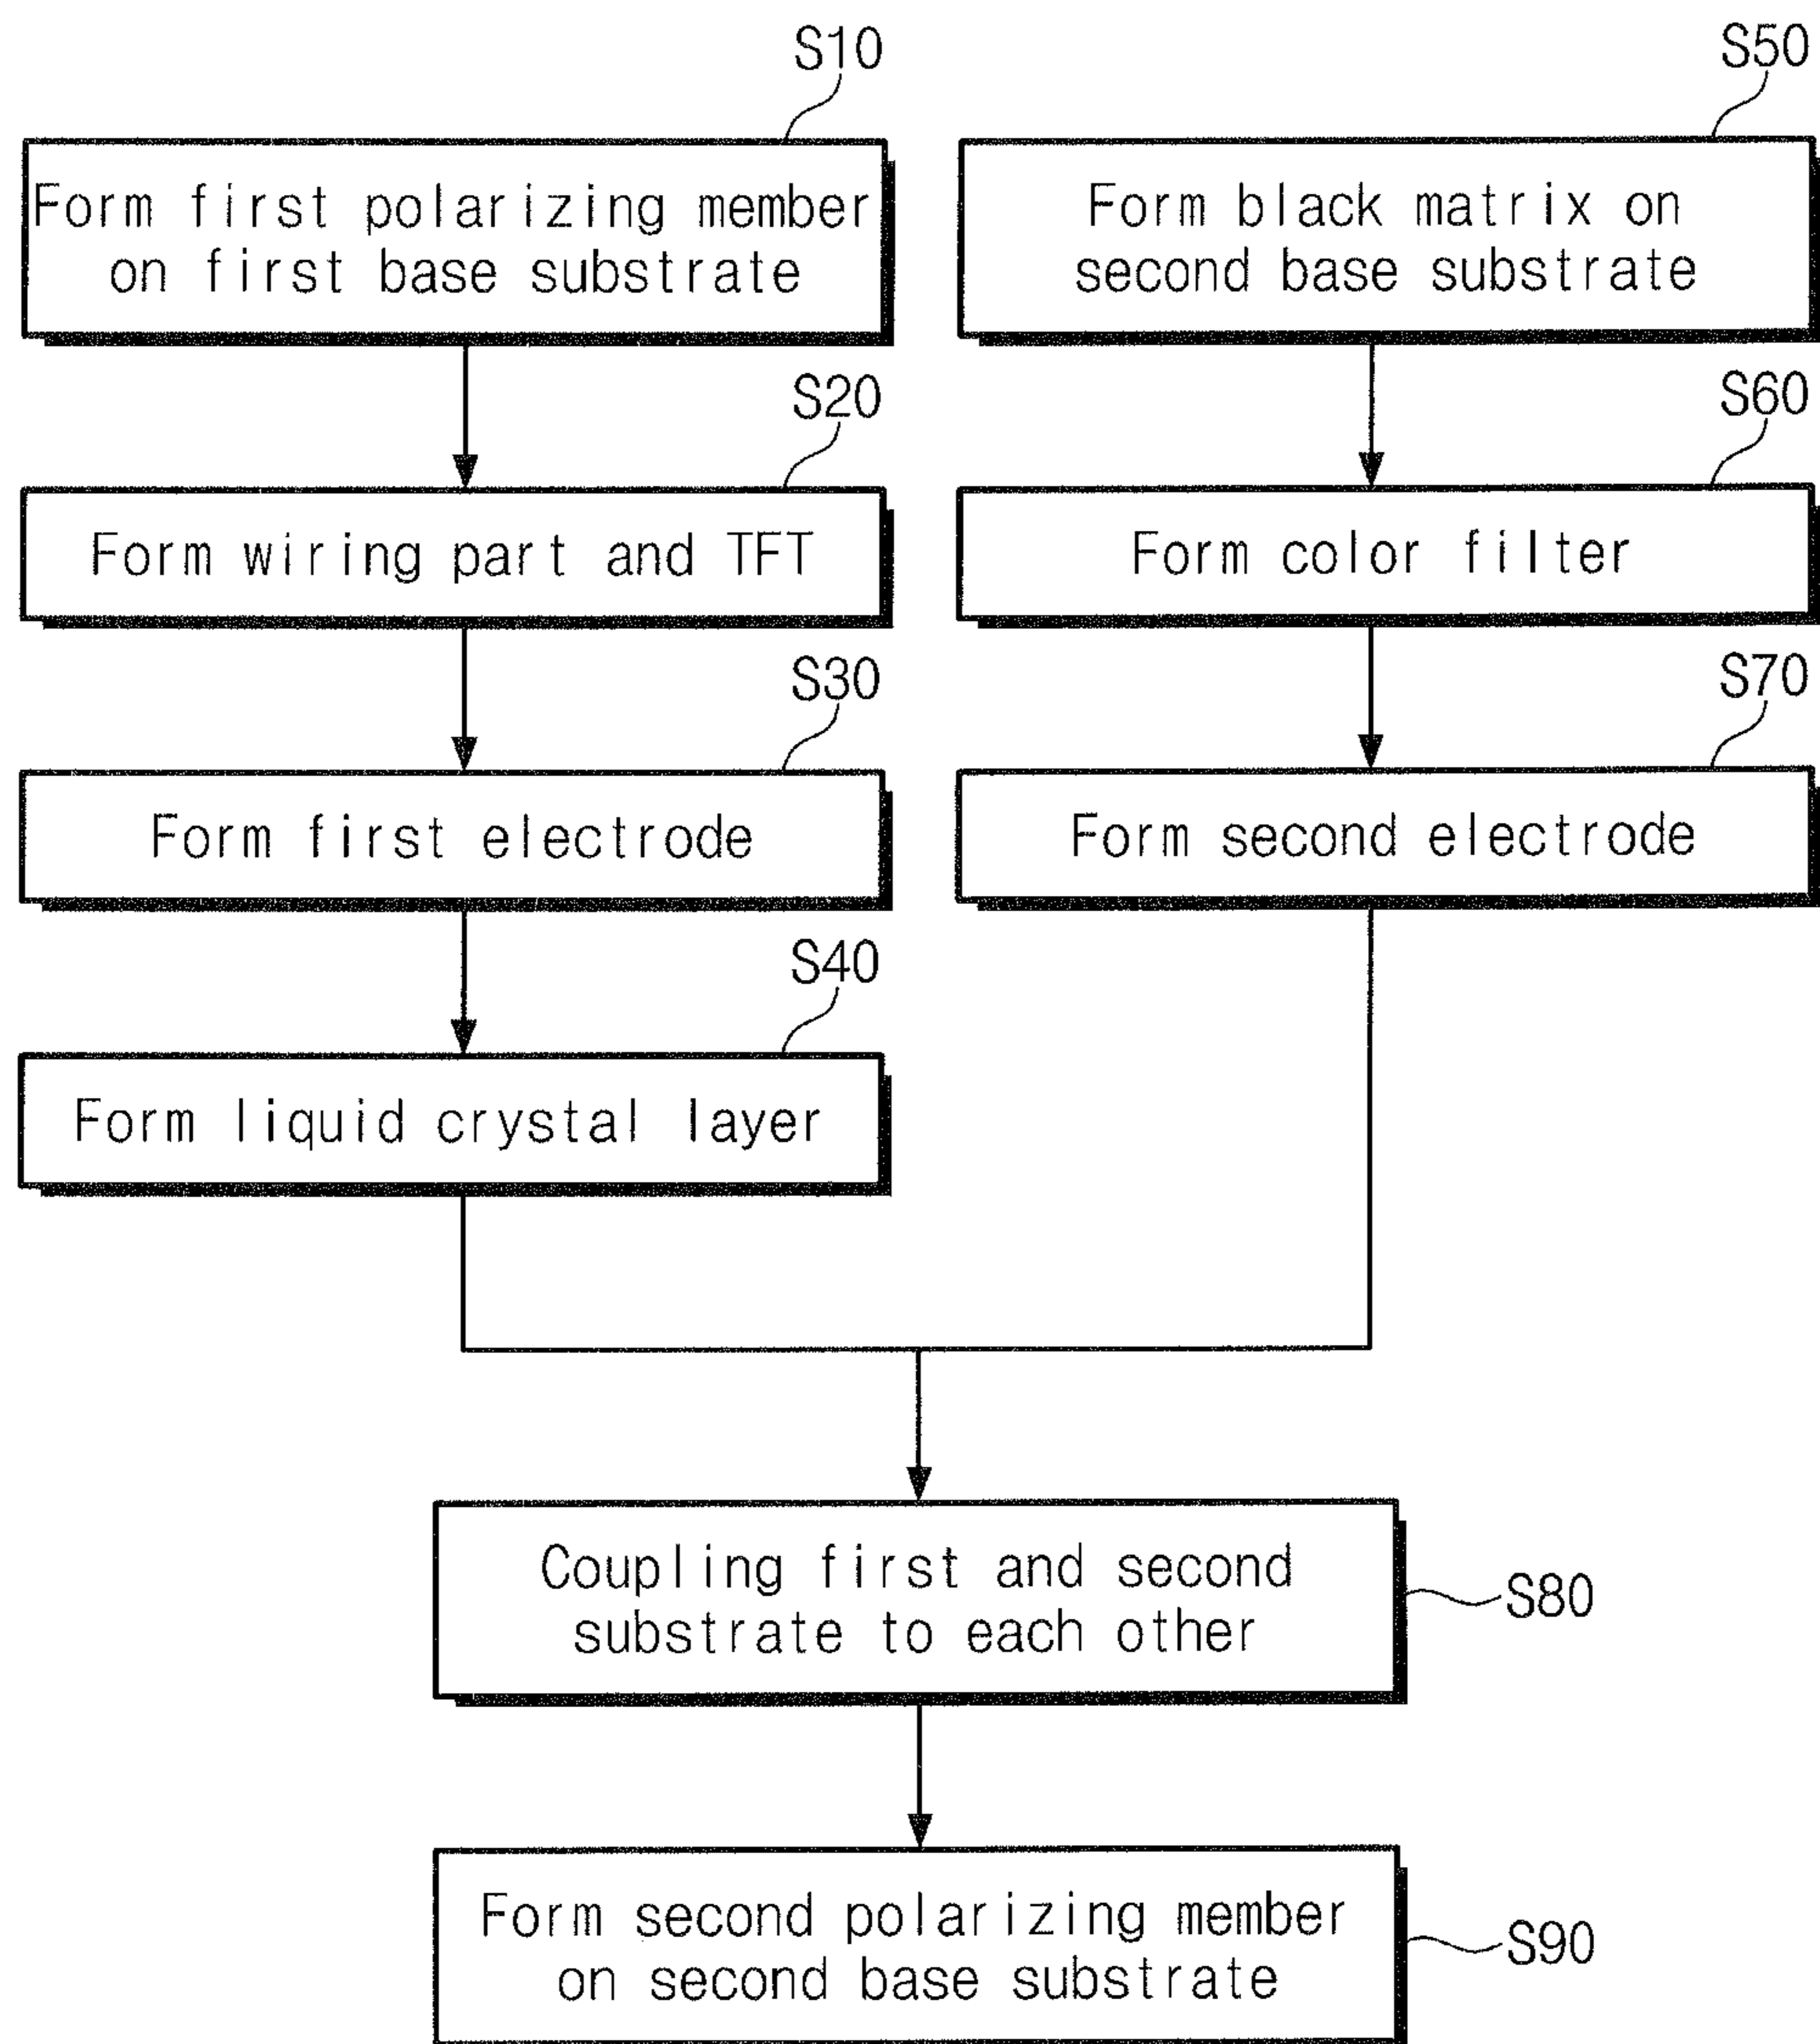 S10
Form first polarizing member
on first base substrate
S20
Form wiring part and TFT
S30
Form first electrode
S40
Form liquid crystal layer
S50
Form black matrix on
second base substrate
S60
Form color filter
S70
Form second electrode
Coupling first and second
substrate to each other
S80
Form second polarizing member
on second base substrate
S90